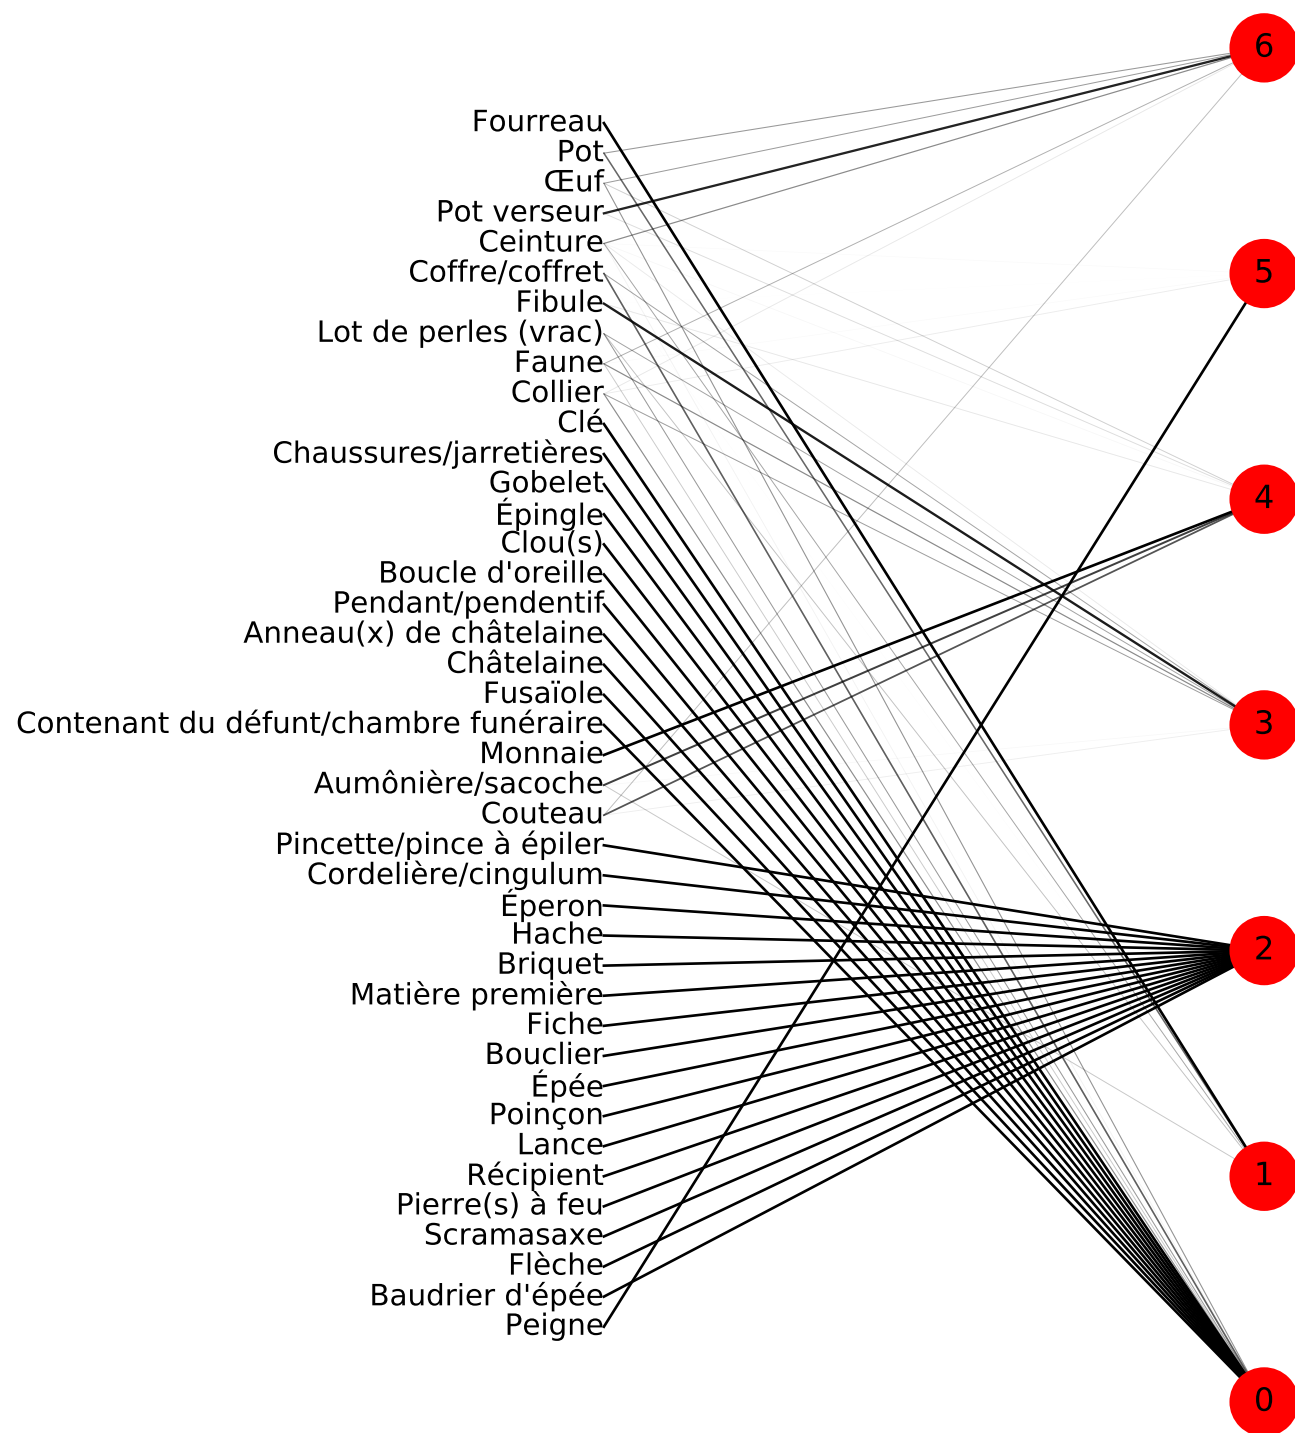 6
Fourreau
Pot
Œuf
Pot verseur
Ceinture
Coffre/coffret
5
Fibule
Lot de perles (vrac)
Faune
Collier
Clé
Chaussures/jarretières
Gobelet
4
Épingle
Clou(s)
Boucle d'oreille
Pendant/pendentif
Anneau(x) de châtelaine
Châtelaine
Fusaïole
Contenant du défunt/chambre funéraire
3
Monnaie
Aumônière/sacoche
Couteau
Pincette/pince à épiler
Cordelière/cingulum
Éperon
Hache
2
Briquet
Matière première
Fiche
Bouclier
Épée
Poinçon
Lance
Récipient
1
Pierre(s) à feu
Scramasaxe
Flèche
Baudrier d'épée
Peigne
0